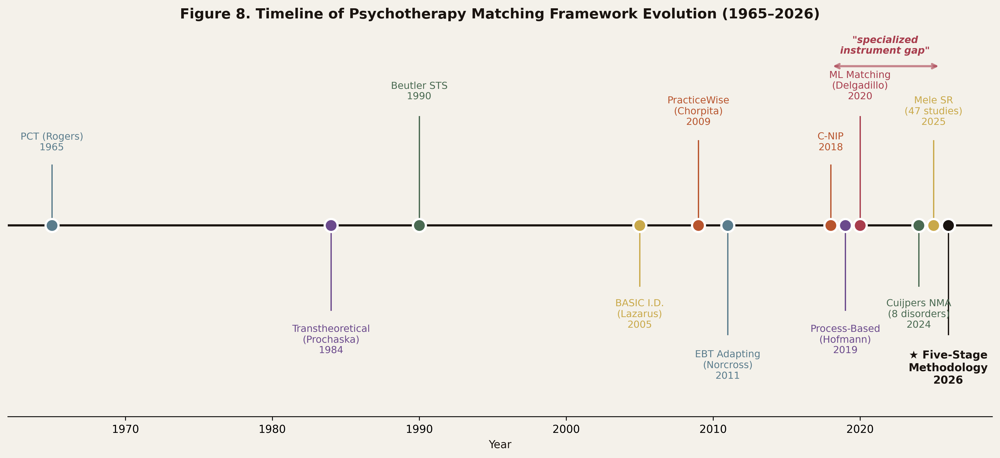 Figure 8. Timeline of Psychotherapy Matching Framework Evolution (1965–2026)
"specialized
instrument gap"
PCT (Rogers)
1965
Transtheoretical
(Prochaska)
1984
Beutler STS
1990
BASIC I.D.
(Lazarus)
2005
PracticeWise
(Chorpita)
2009
EBT Adapting
(Norcross)
2011
C-NIP
2018
Process-Based
(Hofmann)
2019
ML Matching
(Delgadillo)
2020
Cuijpers NMA
(8 disorders)
2024
Mele SR
(47 studies)
2025
★ Five-Stage
Methodology
2026
1970
1980
1990
2000
2010
2020
Year